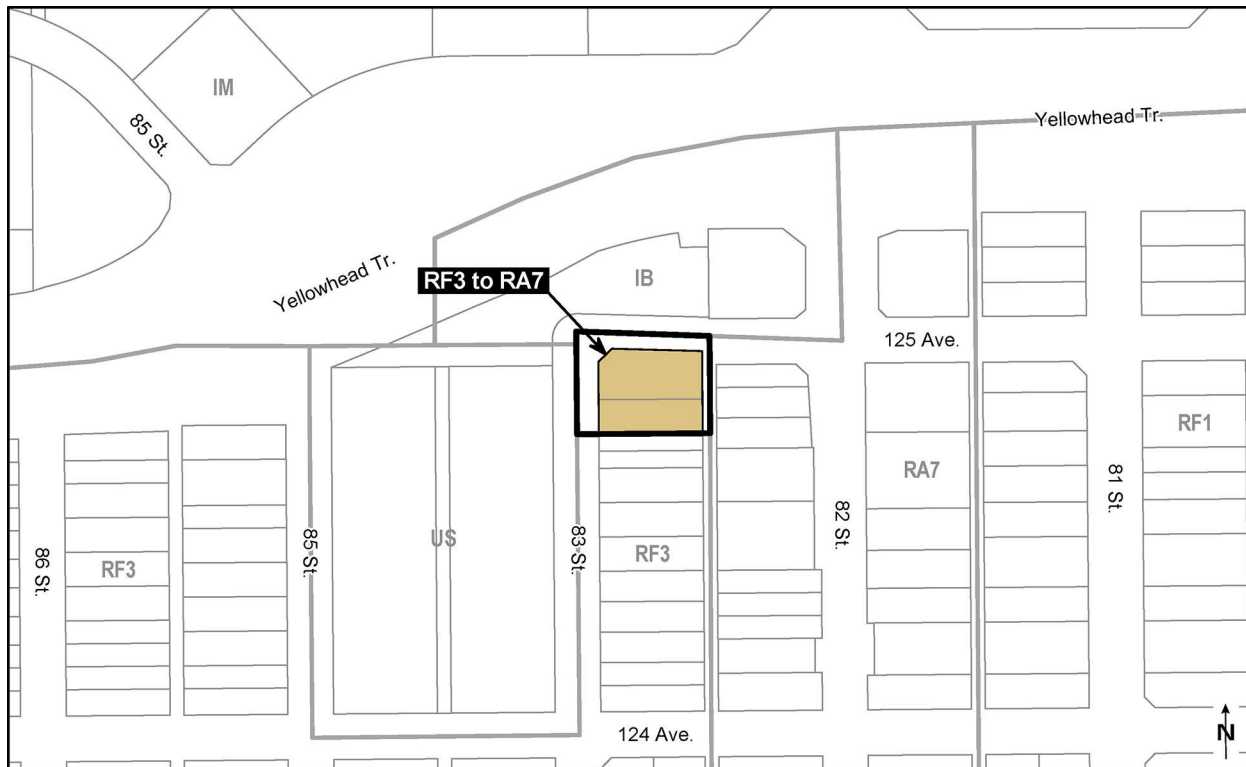 IM
85 St.
Yellowhead Tr.
Yellowhead Tr.
IB
RF3 to RA7
125 Ave.
RF1
RA7
81 St.
82 St.
US
83 St.
85 St.
RF3
RF3
86 St.
124 Ave.
N